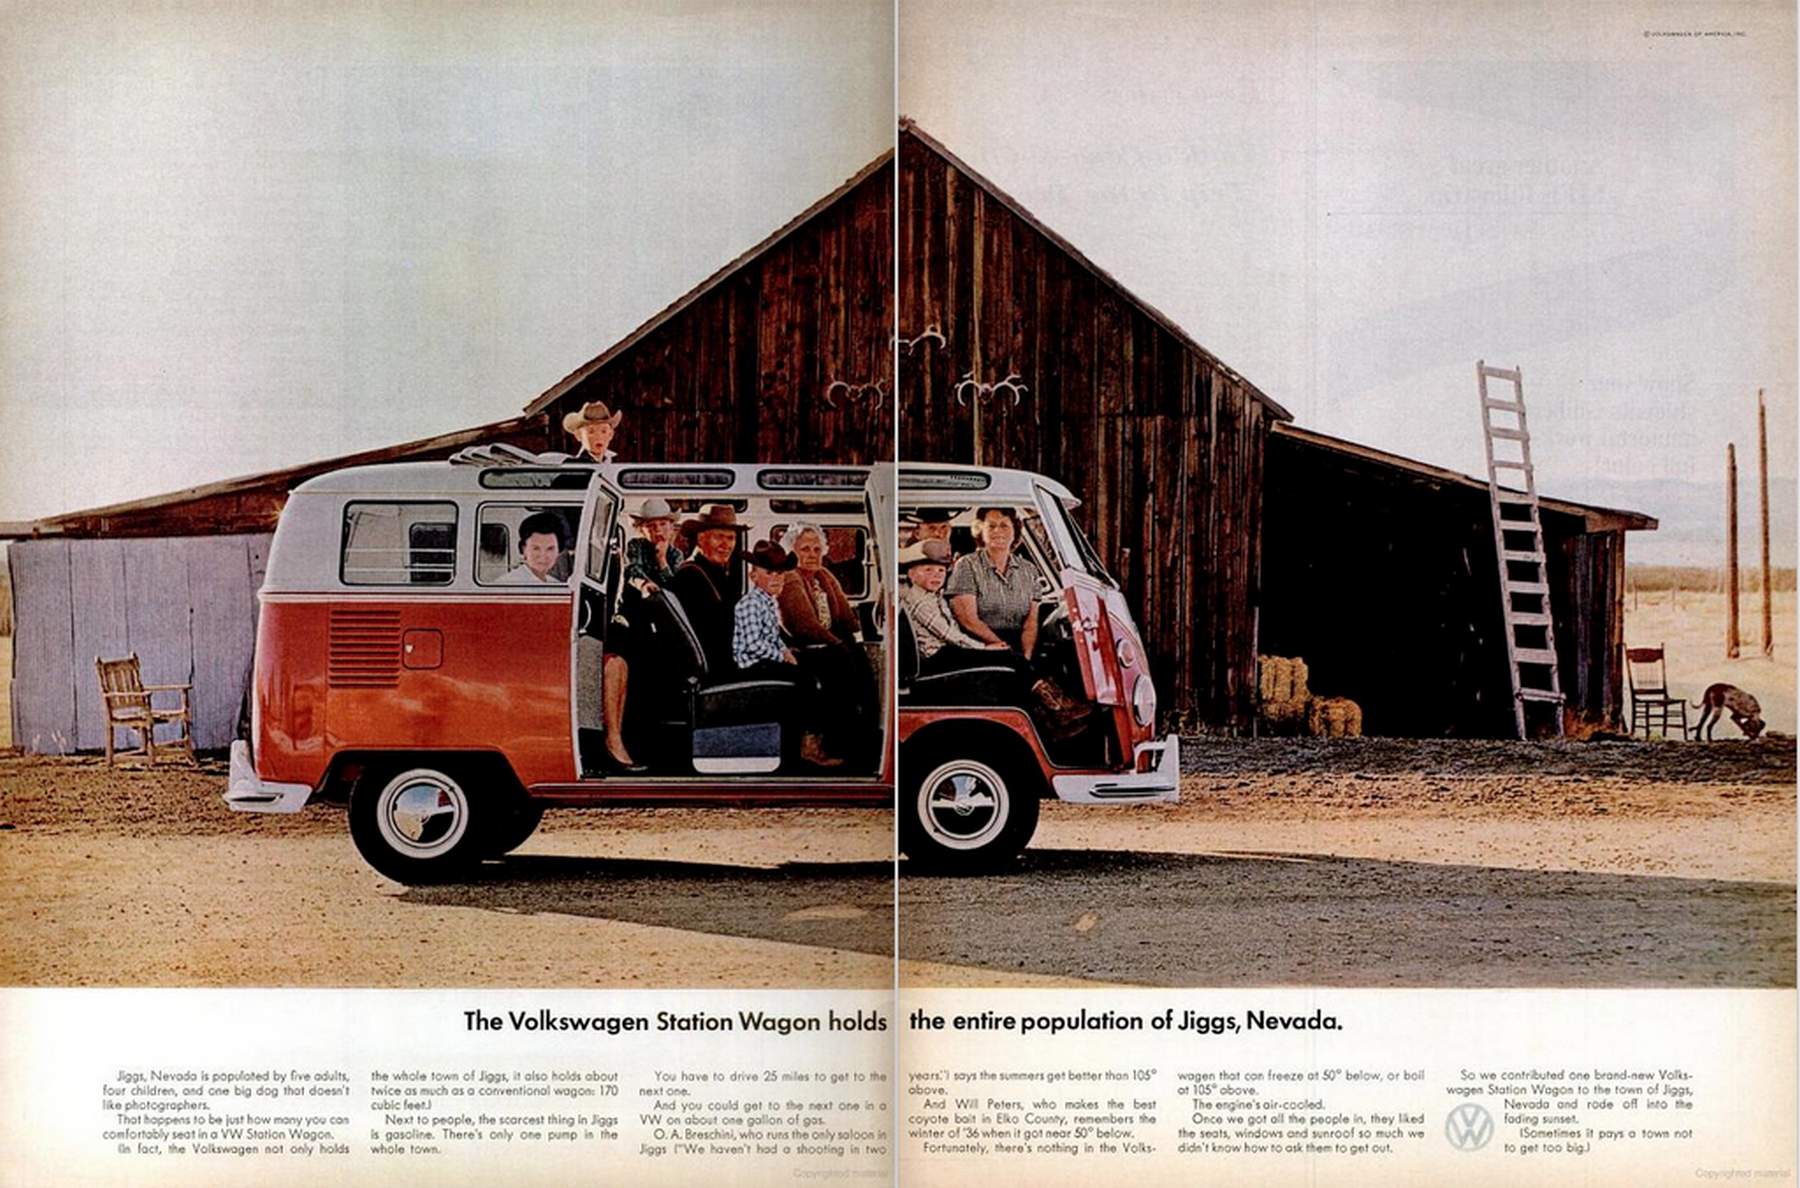 © VOLKSWAGEN OF AMERICA, INC.
The Volkswagen Station Wagon holds the entire population of Jiggs, Nevada.
Jiggs, Nevada is populated by five adults,
four children, and one big dog that doesn't
like photographers.
That happens to be just how many you can
comfortably seat in a VW Station Wagon.
(In fact, the Volkswagen not only holds
the whole town of Jiggs, it also holds about
twice as much as a conventional wagon: 170
cubic feet.)
Next to people, the scarcest thing in Jiggs
is gasoline. There's only one pump in the
whole town.
You have to drive 25 miles to get to the
next one.
And you could get to the next one in a
VW on about one gallon of gas.
O. A. Breschini, who runs the only saloon in
Jiggs ("We haven't had a shooting in two
years.") says the summers get better than 105°
above.
And Will Peters, who makes the best
coyote bait in Elko County, remembers the
winter of '36 when it got near 50° below.
Fortunately, there's nothing in the Volks-
wagen that can freeze at 50° below, or boil
at 105° above.
The engine's air-cooled.
Once we got all the people in, they liked
the seats, windows and sunroof so much we
didn't know how to ask them to get out.
So we contributed one brand-new Volks-
wagen Station Wagon to the town of Jiggs,
Nevada and rode off into the
fading sunset.
(Sometimes it pays a town not
to get too big.)
VW
Copyrighted material
Copyrighted material